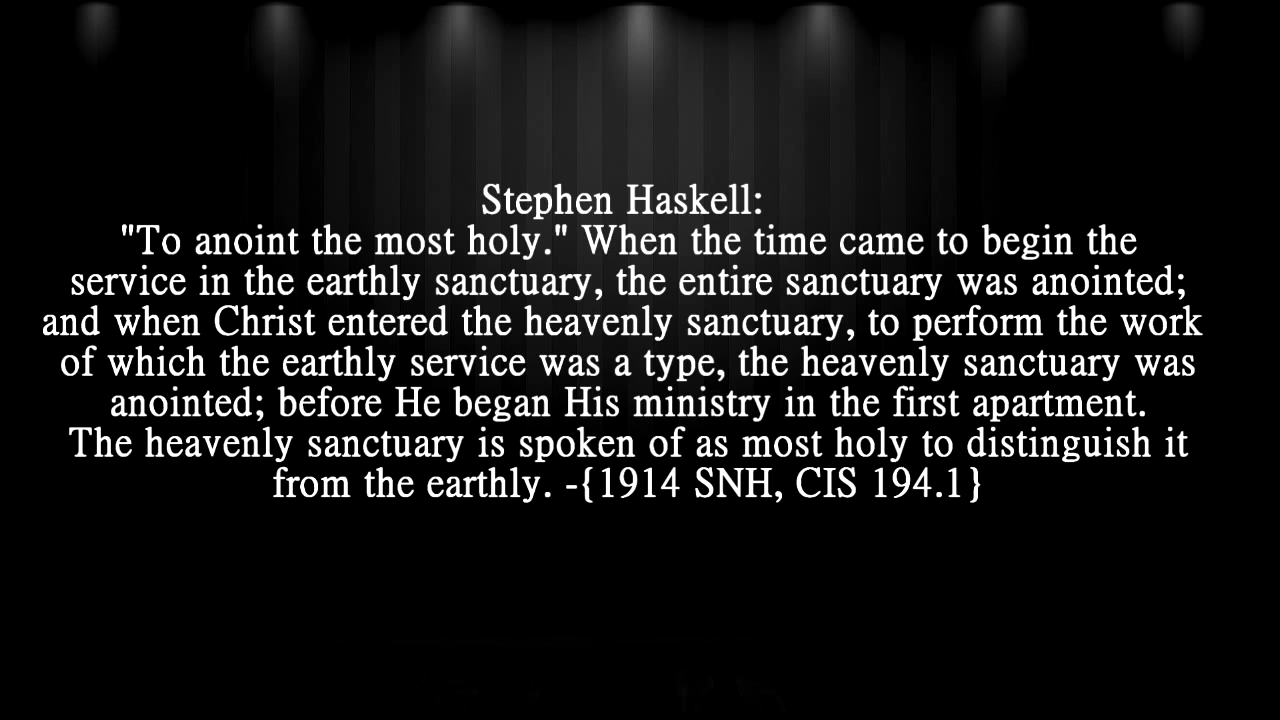 Stephen Haskell:
"To anoint the most holy." When the time came to begin the
service in the earthly sanctuary, the entire sanctuary was anointed;
and when Christ entered the heavenly sanctuary, to perform the work
of which the earthly service was a type, the heavenly sanctuary was
anointed; before He began His ministry in the first apartment.
The heavenly sanctuary is spoken of as most holy to distinguish it
from the earthly. -{1914 SNH, CIS 194.1}